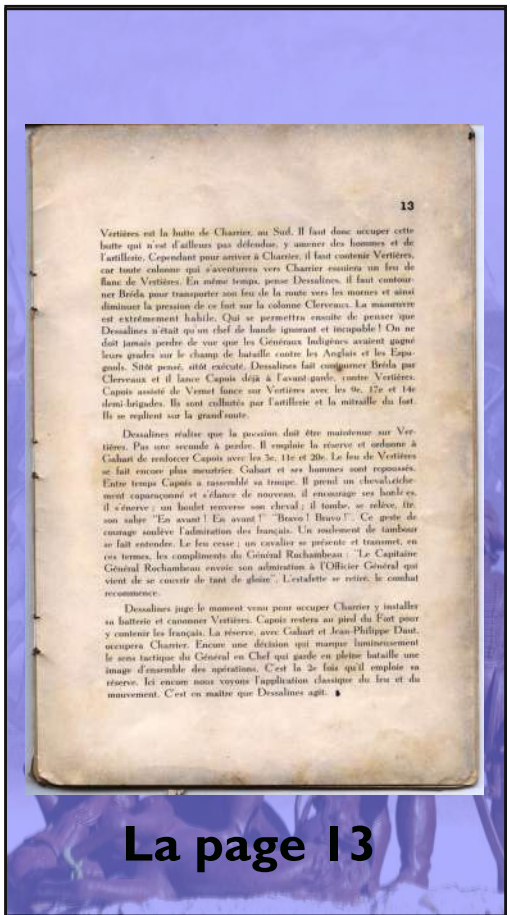 13
Vertières est la butte de Charrier, au Sud. Il faut donc occuper cette
butte qui n'est d'ailleurs pas défendue, y amener des hommes et de
l'artillerie. Cependant pour arriver à Charrier, il faut contenir Vertières,
car toute colonne qui s'aventurera vers Charrier essuiera un feu de
flanc de Vertières. En même temps, pense Dessalines, il faut contour-
ner Bréda pour transporter son feu de la route vers les mornes et ainsi
diminuer la pression de ce fort sur la colonne Clerveaux. La manœuvre
est extrêmement habile. Qui se permettra ensuite de penser que
Dessalines n'était qu'un chef de bande ignorant et incapable ! On ne
doit jamais perdre de vue que les Généraux Indigènes avaient gagné
leurs grades sur le champ de bataille contre les Anglais et les Espa-
gnols. Sitôt pensé, sitôt exécuté. Dessalines fait contourner Bréda par
Clerveaux et il lance Capois déjà à l'avant-garde, contre Vertières.
Capois assisté de Vernet fonce sur Vertières avec les 9e, 17e et 14e
demi-brigades. Ils sont culbutés par l'artillerie et la mitraille du fort.
Ils se replient sur la grand'route.
Dessalines réalise que la pression doit être maintenue sur Ver-
tières. Pas une seconde à perdre. Il emploie la réserve et ordonne à
Gabart de renforcer Capois avec les 3e, 11e et 20e. Le feu de Vertières
se fait encore plus meurtrier. Gabart et ses hommes sont repoussés.
Entre temps Capois a rassemblé sa troupe. Il prend un cheval riche-
ment caparaçonné et s'élance de nouveau, il encourage ses hordes,
il s'énerve ; un boulet renverse son cheval ; il tombe, se relève, tire
son sabre "En avant ! En avant !" "Bravo ! Bravo !". Ce geste de
courage soulève l'admiration des français. Un roulement de tambour
se fait entendre. Le feu cesse ; un cavalier se présente et transmet, en
ces termes, les compliments du Général Rochambeau : "Le Capitaine
Général Rochambeau envoie son admiration à l'Officier Général qui
vient de se couvrir de tant de gloire". L'estafette se retire, le combat
recommence.
Dessalines juge le moment venu pour occuper Charrier y installer
sa batterie et canonner Vertières. Capois restera au pied du Fort pour
y contenir les français. La réserve, avec Gabart et Jean-Philippe Daut,
occupera Charrier. Encore une décision qui marque lumineusement
le sens tactique du Général en Chef qui garde en pleine bataille une
image d'ensemble des opérations. C'est la 2e fois qu'il emploie sa
réserve. Ici encore nous voyons l'application classique du feu et du
mouvement. C'est en maître que Dessalines agit.
La page 13